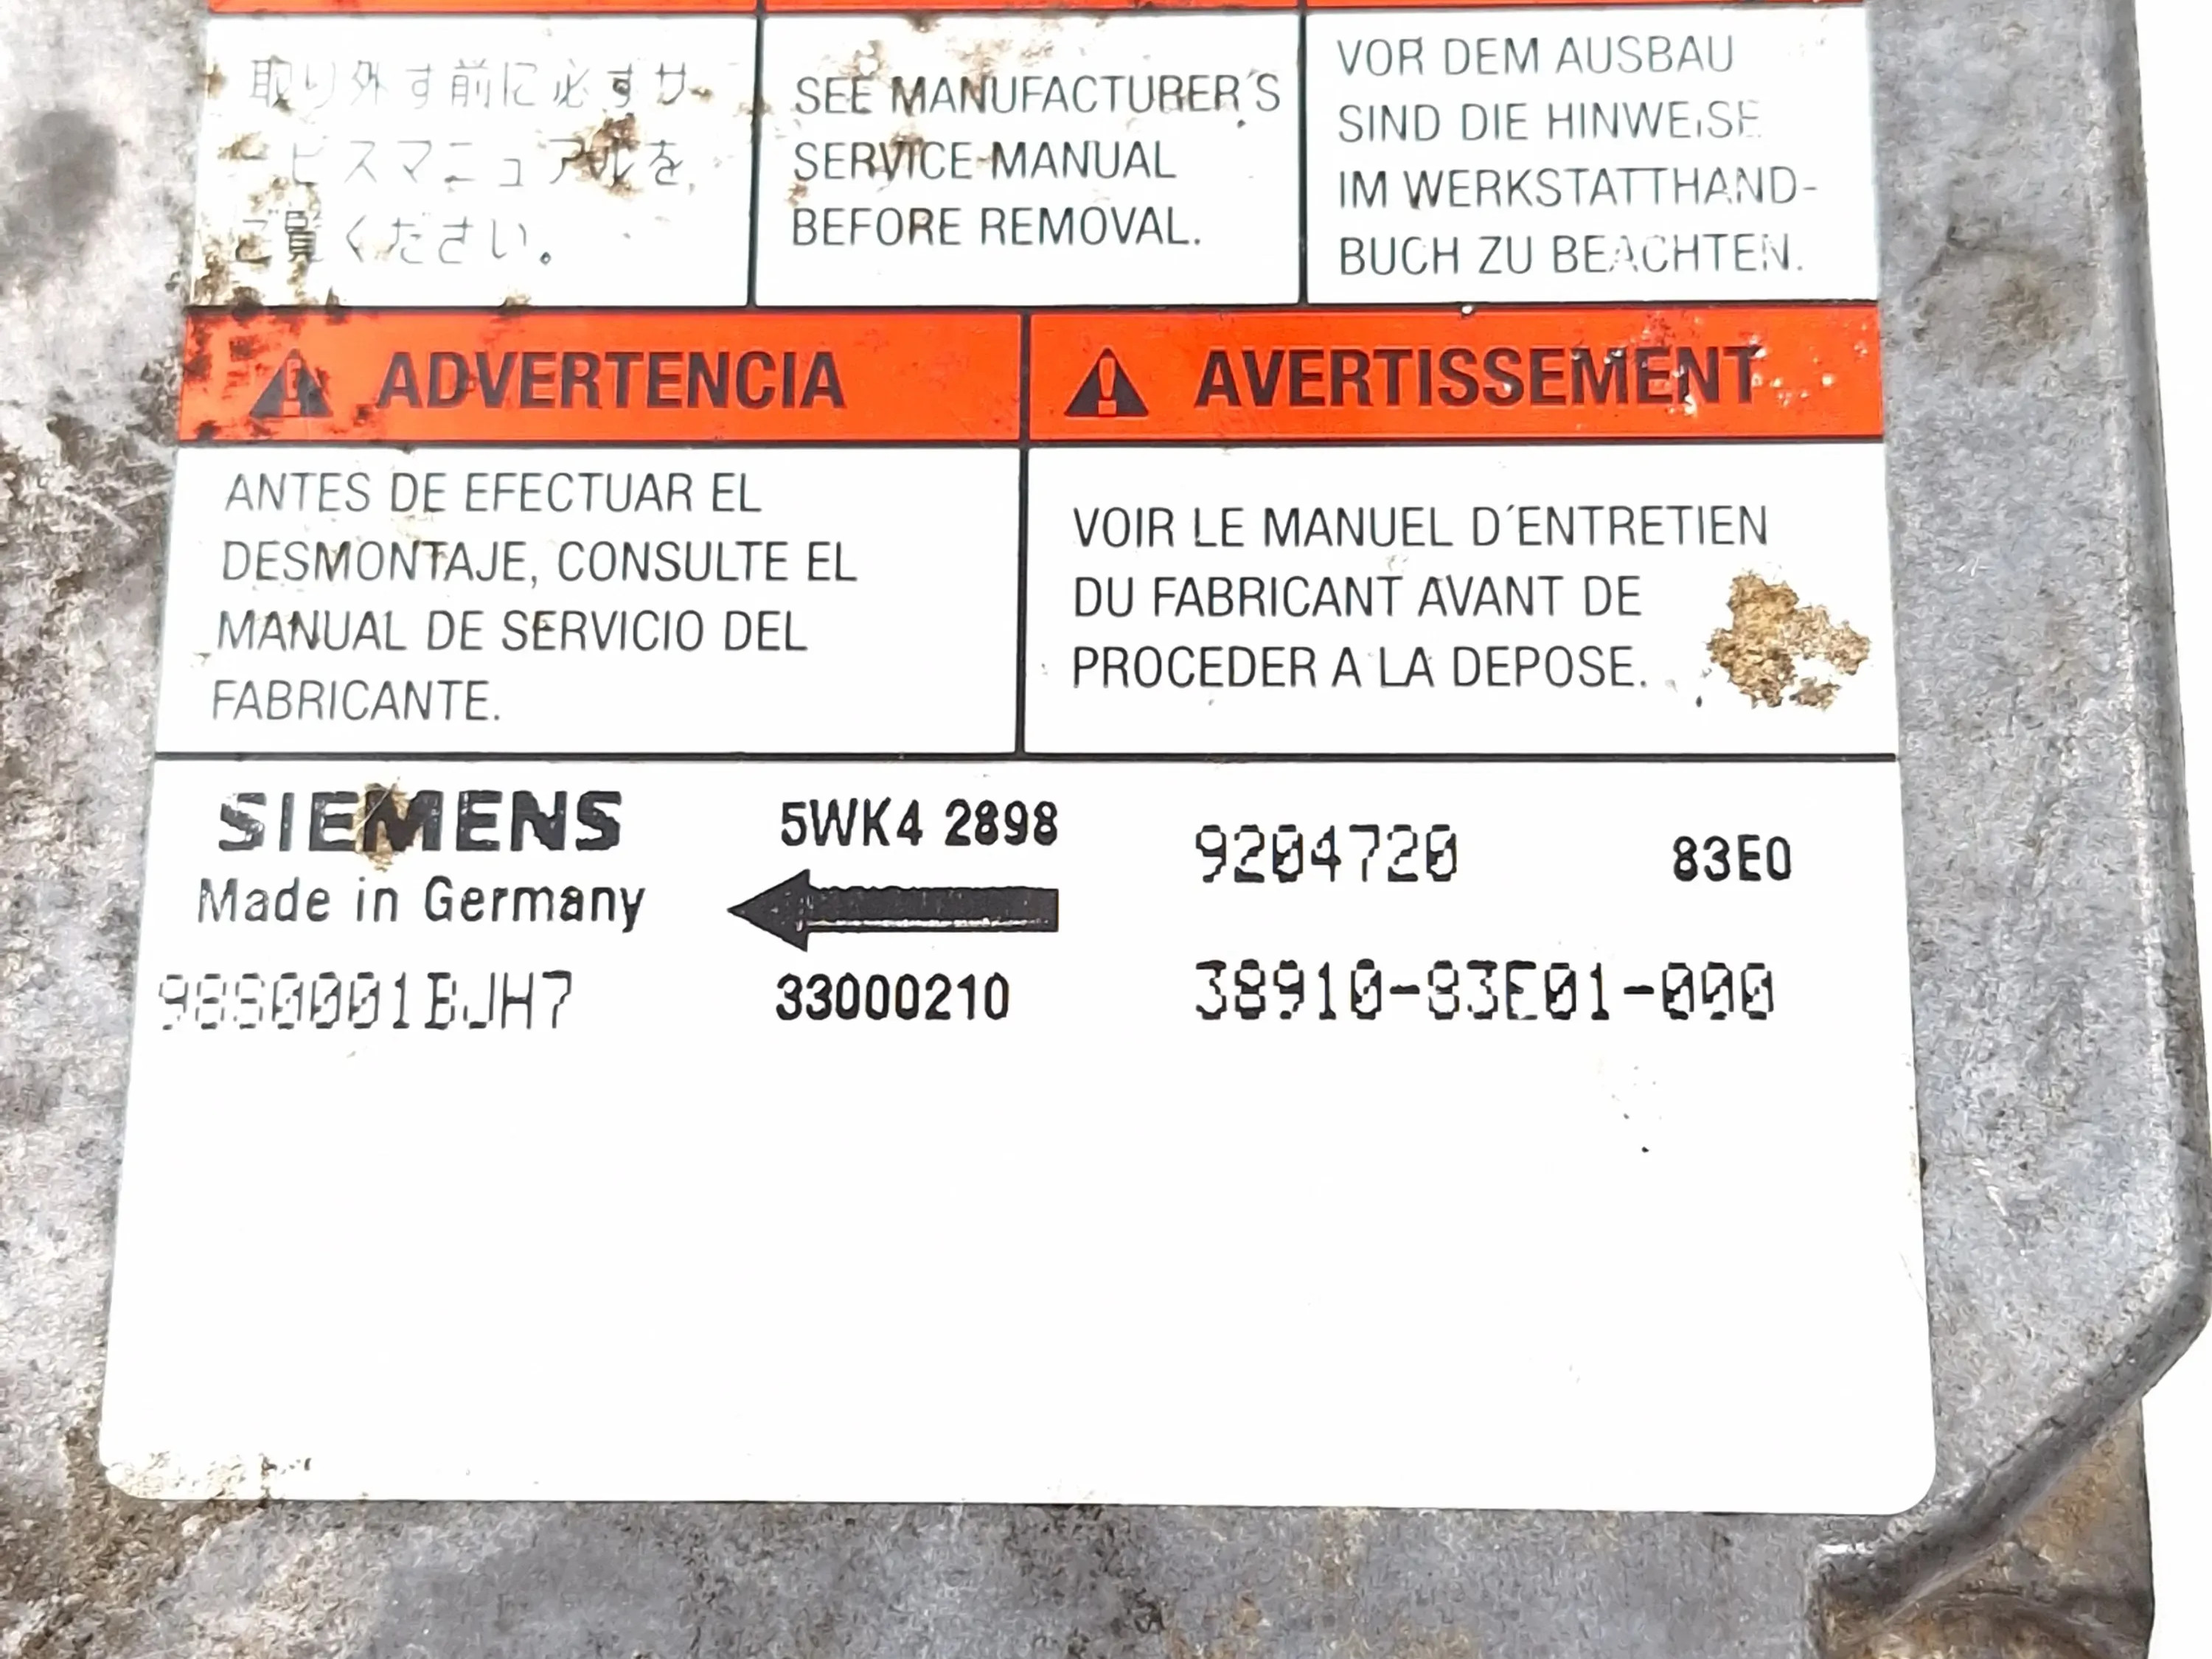 取り外す前に必ずサ
ービスマニュアルを,
ご覧ください。
SEE MANUFACTURER'S
SERVICE MANUAL
BEFORE REMOVAL.
VOR DEM AUSBAU
SIND DIE HINWEISE
IM WERKSTATTHAND-
BUCH ZU BEACHTEN.
ADVERTENCIA
ANTES DE EFECTUAR EL
DESMONTAJE, CONSULTE EL
MANUAL DE SERVICIO DEL
FABRICANTE.
AVERTISSEMENT
VOIR LE MANUEL D'ENTRETIEN
DU FABRICANT AVANT DE
PROCEDER A LA DEPOSE.
SIEMENS
Made in Germany
98S0001BJH7
5WK4 2898
33000210
9204720 83E0
38910-83E01-000